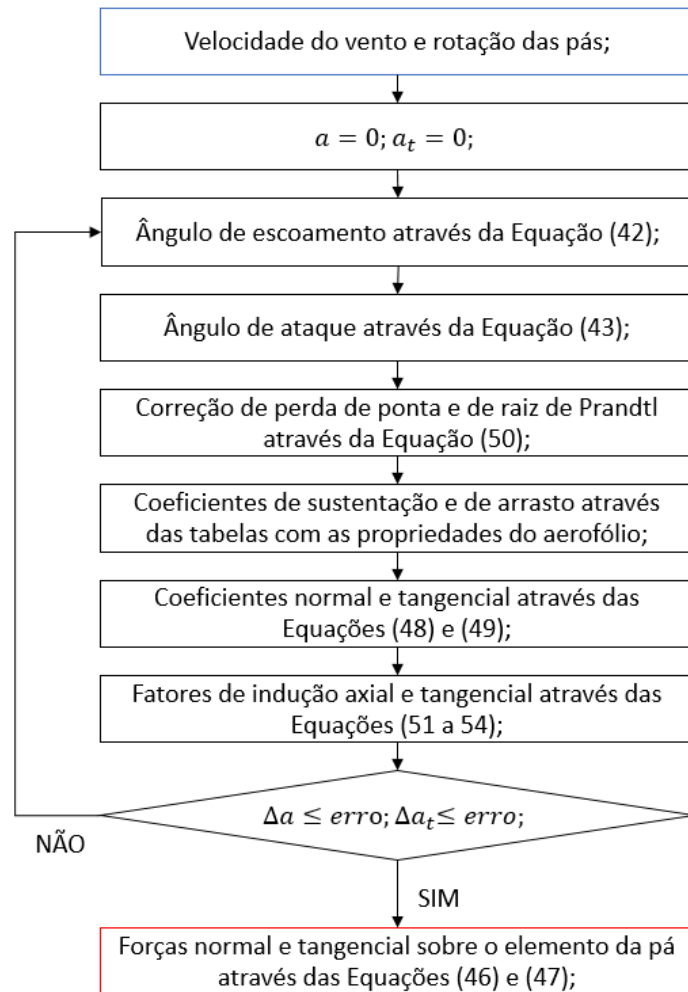 Velocidade do vento e rotação das pás;
𝑎 = 0; 𝑎ₜ = 0;
Ângulo de escoamento através da Equação (42);
Ângulo de ataque através da Equação (43);
Correção de perda de ponta e de raiz de Prandtl
através da Equação (50);
Coeficientes de sustentação e de arrasto através
das tabelas com as propriedades do aerofólio;
Coeficientes normal e tangencial através das
Equações (48) e (49);
Fatores de indução axial e tangencial através das
Equações (51 a 54);
Δ𝑎 ≤ 𝑒𝑟𝑟𝑜; Δ𝑎ₜ ≤ 𝑒𝑟𝑟𝑜;
NÃO
SIM
Forças normal e tangencial sobre o elemento da pá
através das Equações (46) e (47);